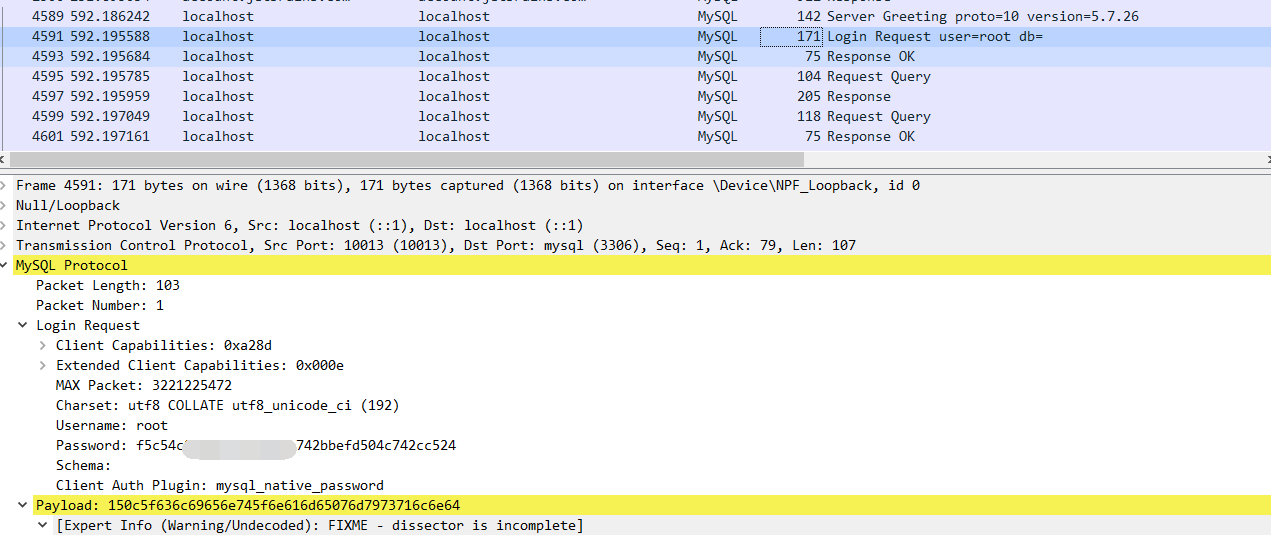 4589 592.186242 localhost localhost MySQL 142 Server Greeting proto=10 version=5.7.26
4591 592.195588 localhost localhost MySQL 171 Login Request user=root db=
4593 592.195684 localhost localhost MySQL 75 Response OK
4595 592.195785 localhost localhost MySQL 104 Request Query
4597 592.195959 localhost localhost MySQL 205 Response
4599 592.197049 localhost localhost MySQL 118 Request Query
4601 592.197161 localhost localhost MySQL 75 Response OK
Frame 4591: 171 bytes on wire (1368 bits), 171 bytes captured (1368 bits) on interface \Device\NPF_Loopback, id 0
Null/Loopback
Internet Protocol Version 6, Src: localhost (::1), Dst: localhost (::1)
Transmission Control Protocol, Src Port: 10013 (10013), Dst Port: mysql (3306), Seq: 1, Ack: 79, Len: 107
MySQL Protocol
Packet Length: 103
Packet Number: 1
Login Request
Client Capabilities: 0xa28d
Extended Client Capabilities: 0x000e
MAX Packet: 3221225472
Charset: utf8 COLLATE utf8_unicode_ci (192)
Username: root
Password: f5c54c 742bbefd504c742cc524
Schema:
Client Auth Plugin: mysql_native_password
Payload: 150c5f636c69656e745f6e616d65076d7973716c6e64
[Expert Info (Warning/Undecoded): FIXME - dissector is incomplete]